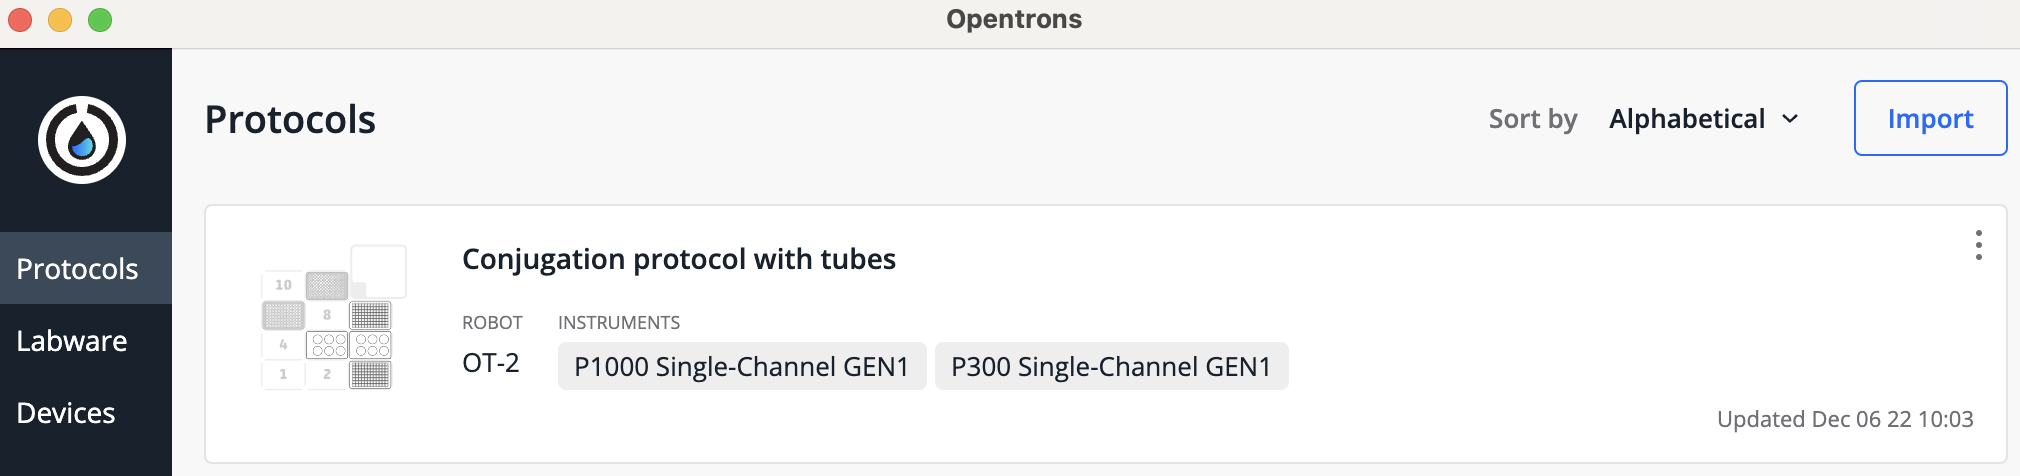 Opentrons
Protocols
Sort by Alphabetical
Import
Protocols
Labware
Devices
10
8
4
1 2
Conjugation protocol with tubes
ROBOT INSTRUMENTS
OT-2 P1000 Single-Channel GEN1 P300 Single-Channel GEN1
Updated Dec 06 22 10:03